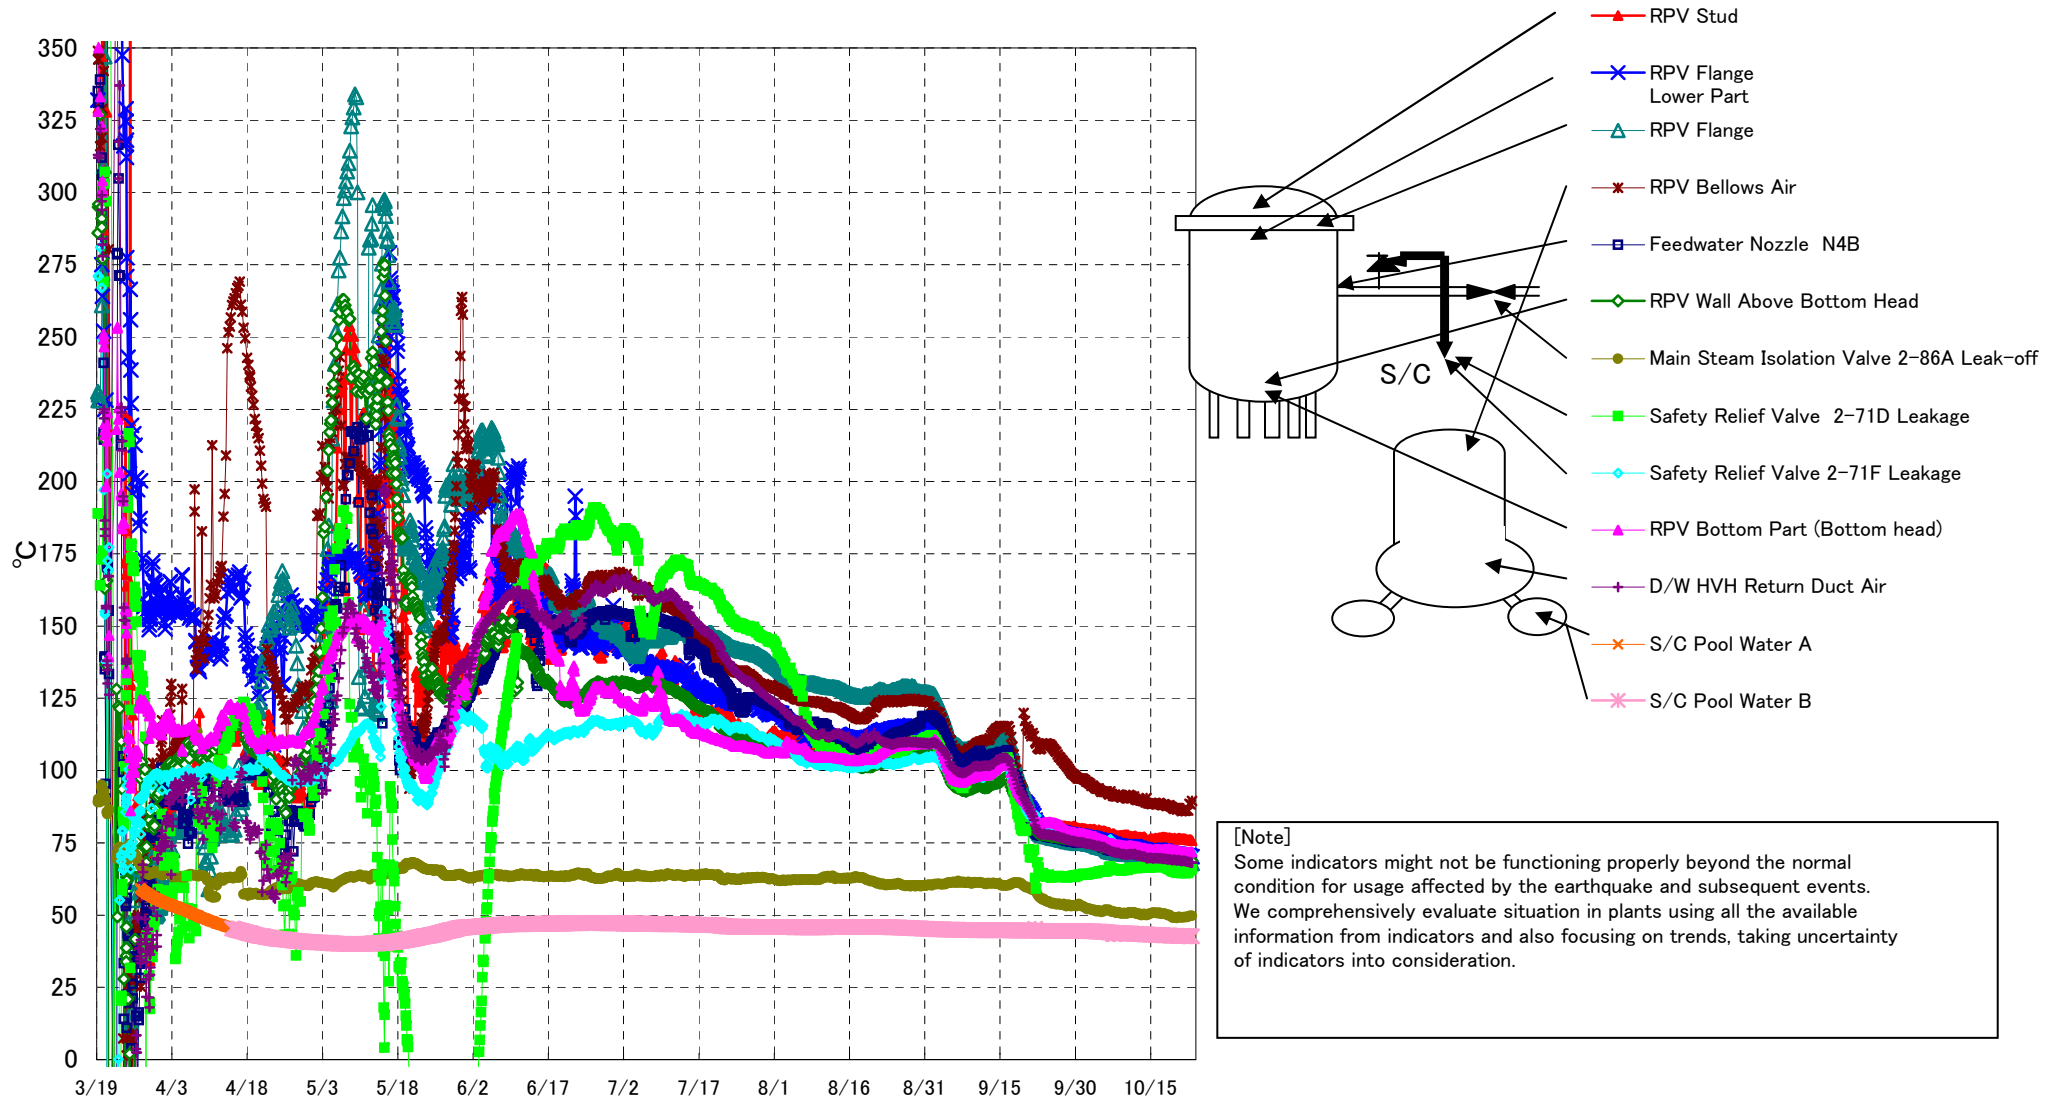 350
325
300
275
250
225
200
175
150
125
100
75
50
25
0
℃
3/19 4/3 4/18 5/3 5/18 6/2 6/17 7/2 7/17 8/1 8/16 8/31 9/15 9/30 10/15
RPV Stud
RPV Flange
Lower Part
RPV Flange
RPV Bellows Air
Feedwater Nozzle N4B
RPV Wall Above Bottom Head
Main Steam Isolation Valve 2-86A Leak-off
Safety Relief Valve 2-71D Leakage
Safety Relief Valve 2-71F Leakage
RPV Bottom Part (Bottom head)
D/W HVH Return Duct Air
S/C Pool Water A
S/C Pool Water B
S/C
[Note]
Some indicators might not be functioning properly beyond the normal
condition for usage affected by the earthquake and subsequent events.
We comprehensively evaluate situation in plants using all the available
information from indicators and also focusing on trends, taking uncertainty
of indicators into consideration.